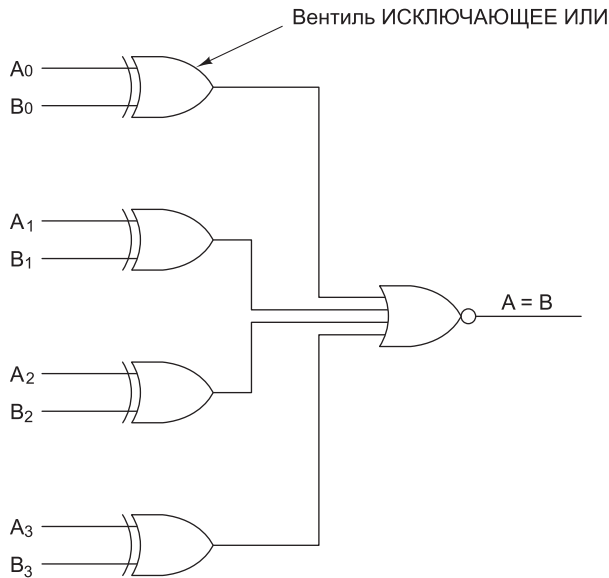 Вентиль ИСКЛЮЧАЮЩЕЕ ИЛИ
A0
B0
A1
B1
A = B
A2
B2
A3
B3